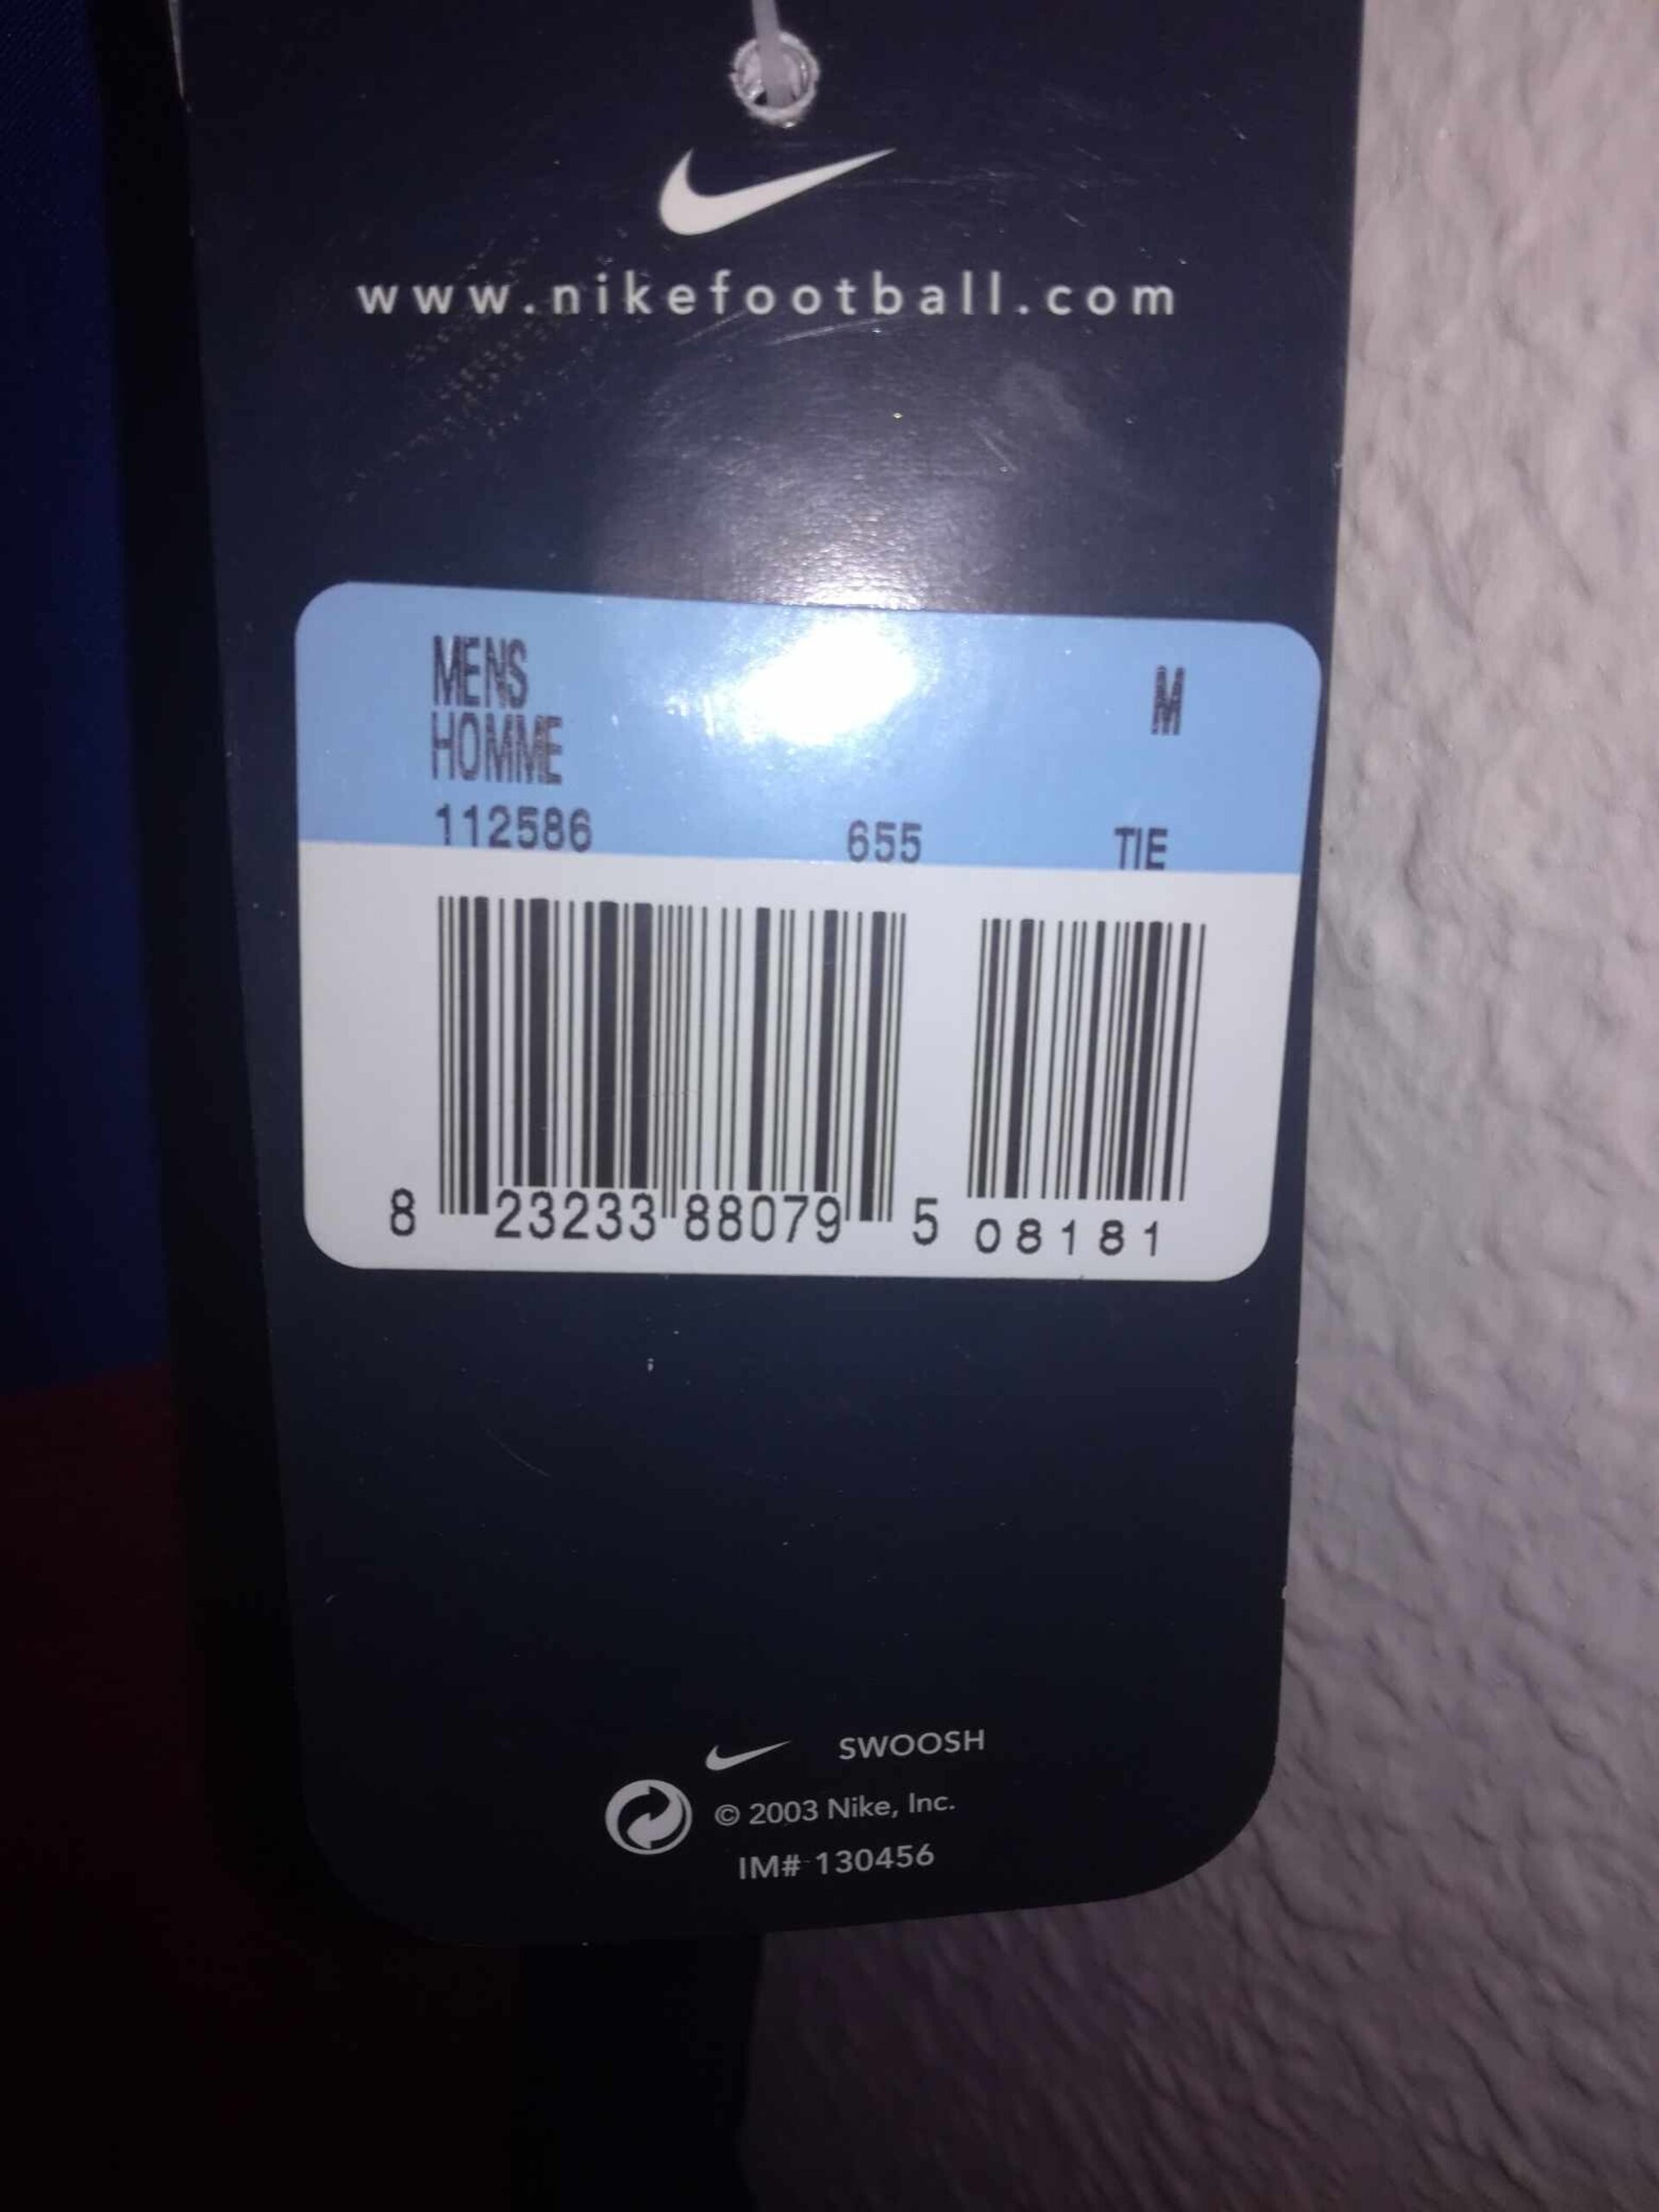 www.nikefootball.com
MENS M
HOMME
112586 655 TIE
8 23233 88079 5 08181
SWOOSH
© 2003 Nike, Inc.
IM# 130456